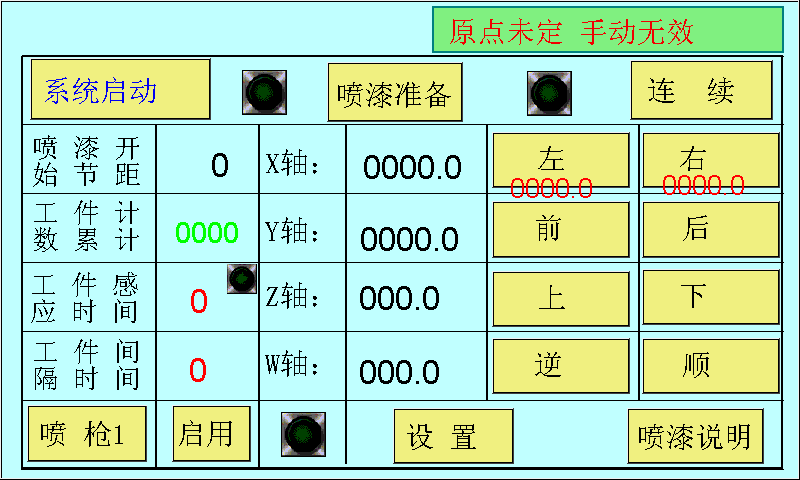 原点未定 手动无效
系统启动
喷漆准备
连 续
喷 漆 开
始 节 距
0
X轴:
0000.0
左
0000.0
右
0000.0
工 件 计
数 累 计
0000
Y轴:
0000.0
前
后
工 件 感
应 时 间
0
Z轴:
000.0
上
下
工 件 间
隔 时 间
0
W轴:
000.0
逆
顺
喷 枪1
启用
设 置
喷漆说明